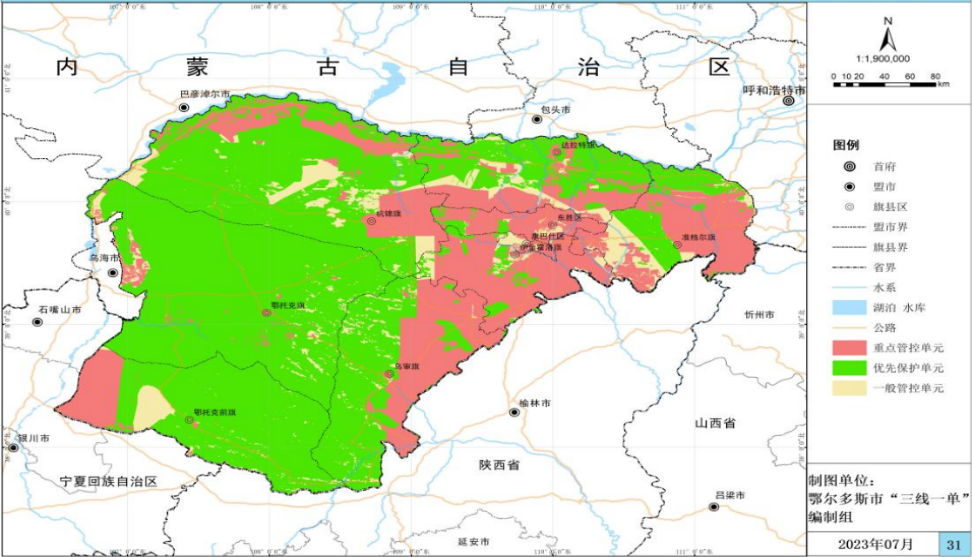 内 蒙 古 自 治 区
巴彦淖尔市
包头市
呼和浩特市
达拉特旗
杭锦旗
东胜区
康巴什区
伊金霍洛旗
准格尔旗
乌海市
鄂托克旗
石嘴山市
忻州市
乌审旗
鄂托克前旗
榆林市
银川市
山西省
陕西省
宁夏回族自治区
吕梁市
延安市
N
1:1,900,000
0 10 20 40 60 80
km
图例
首府
盟市
旗县区
盟市界
旗县界
省界
水系
湖泊 水库
公路
重点管控单元
优先保护单元
一般管控单元
制图单位:
鄂尔多斯市“三线一单”
编制组
2023年07月
31